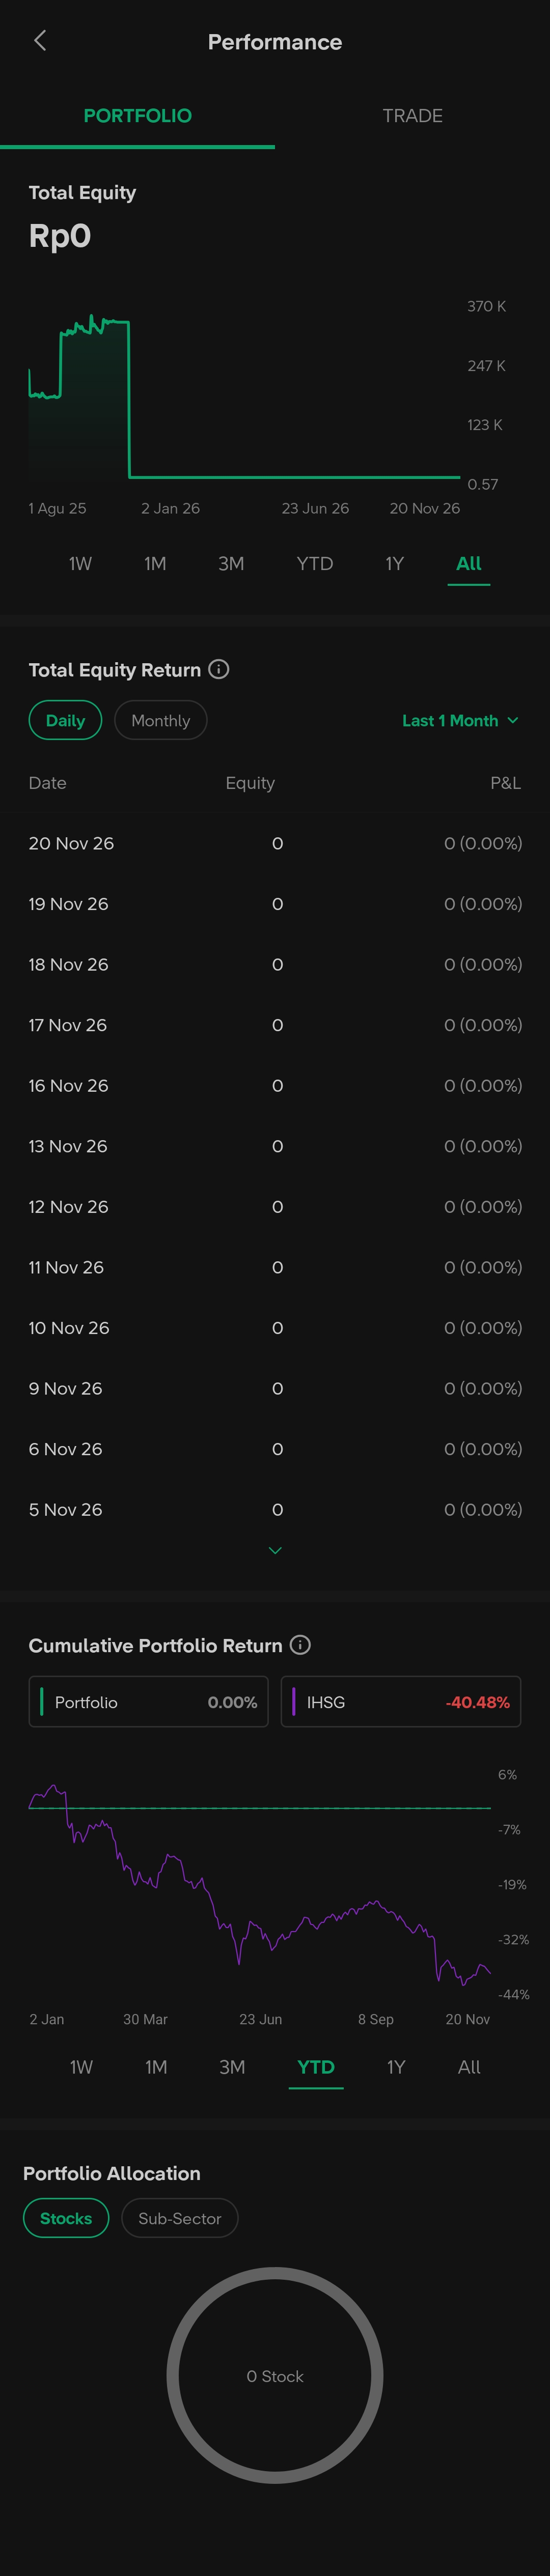 Performance
PORTFOLIO TRADE
Total Equity
Rp0
370 K
247 K
123 K
0.57
1 Agu 25 2 Jan 26 23 Jun 26 20 Nov 26
1W 1M 3M YTD 1Y All
Total Equity Return
Daily Monthly Last 1 Month
Date Equity P&L
20 Nov 26 0 0 (0.00%)
19 Nov 26 0 0 (0.00%)
18 Nov 26 0 0 (0.00%)
17 Nov 26 0 0 (0.00%)
16 Nov 26 0 0 (0.00%)
13 Nov 26 0 0 (0.00%)
12 Nov 26 0 0 (0.00%)
11 Nov 26 0 0 (0.00%)
10 Nov 26 0 0 (0.00%)
9 Nov 26 0 0 (0.00%)
6 Nov 26 0 0 (0.00%)
5 Nov 26 0 0 (0.00%)
Cumulative Portfolio Return
Portfolio 0.00% IHSG -40.48%
6%
-7%
-19%
-32%
-44%
2 Jan 30 Mar 23 Jun 8 Sep 20 Nov
1W 1M 3M YTD 1Y All
Portfolio Allocation
Stocks Sub-Sector
0 Stock